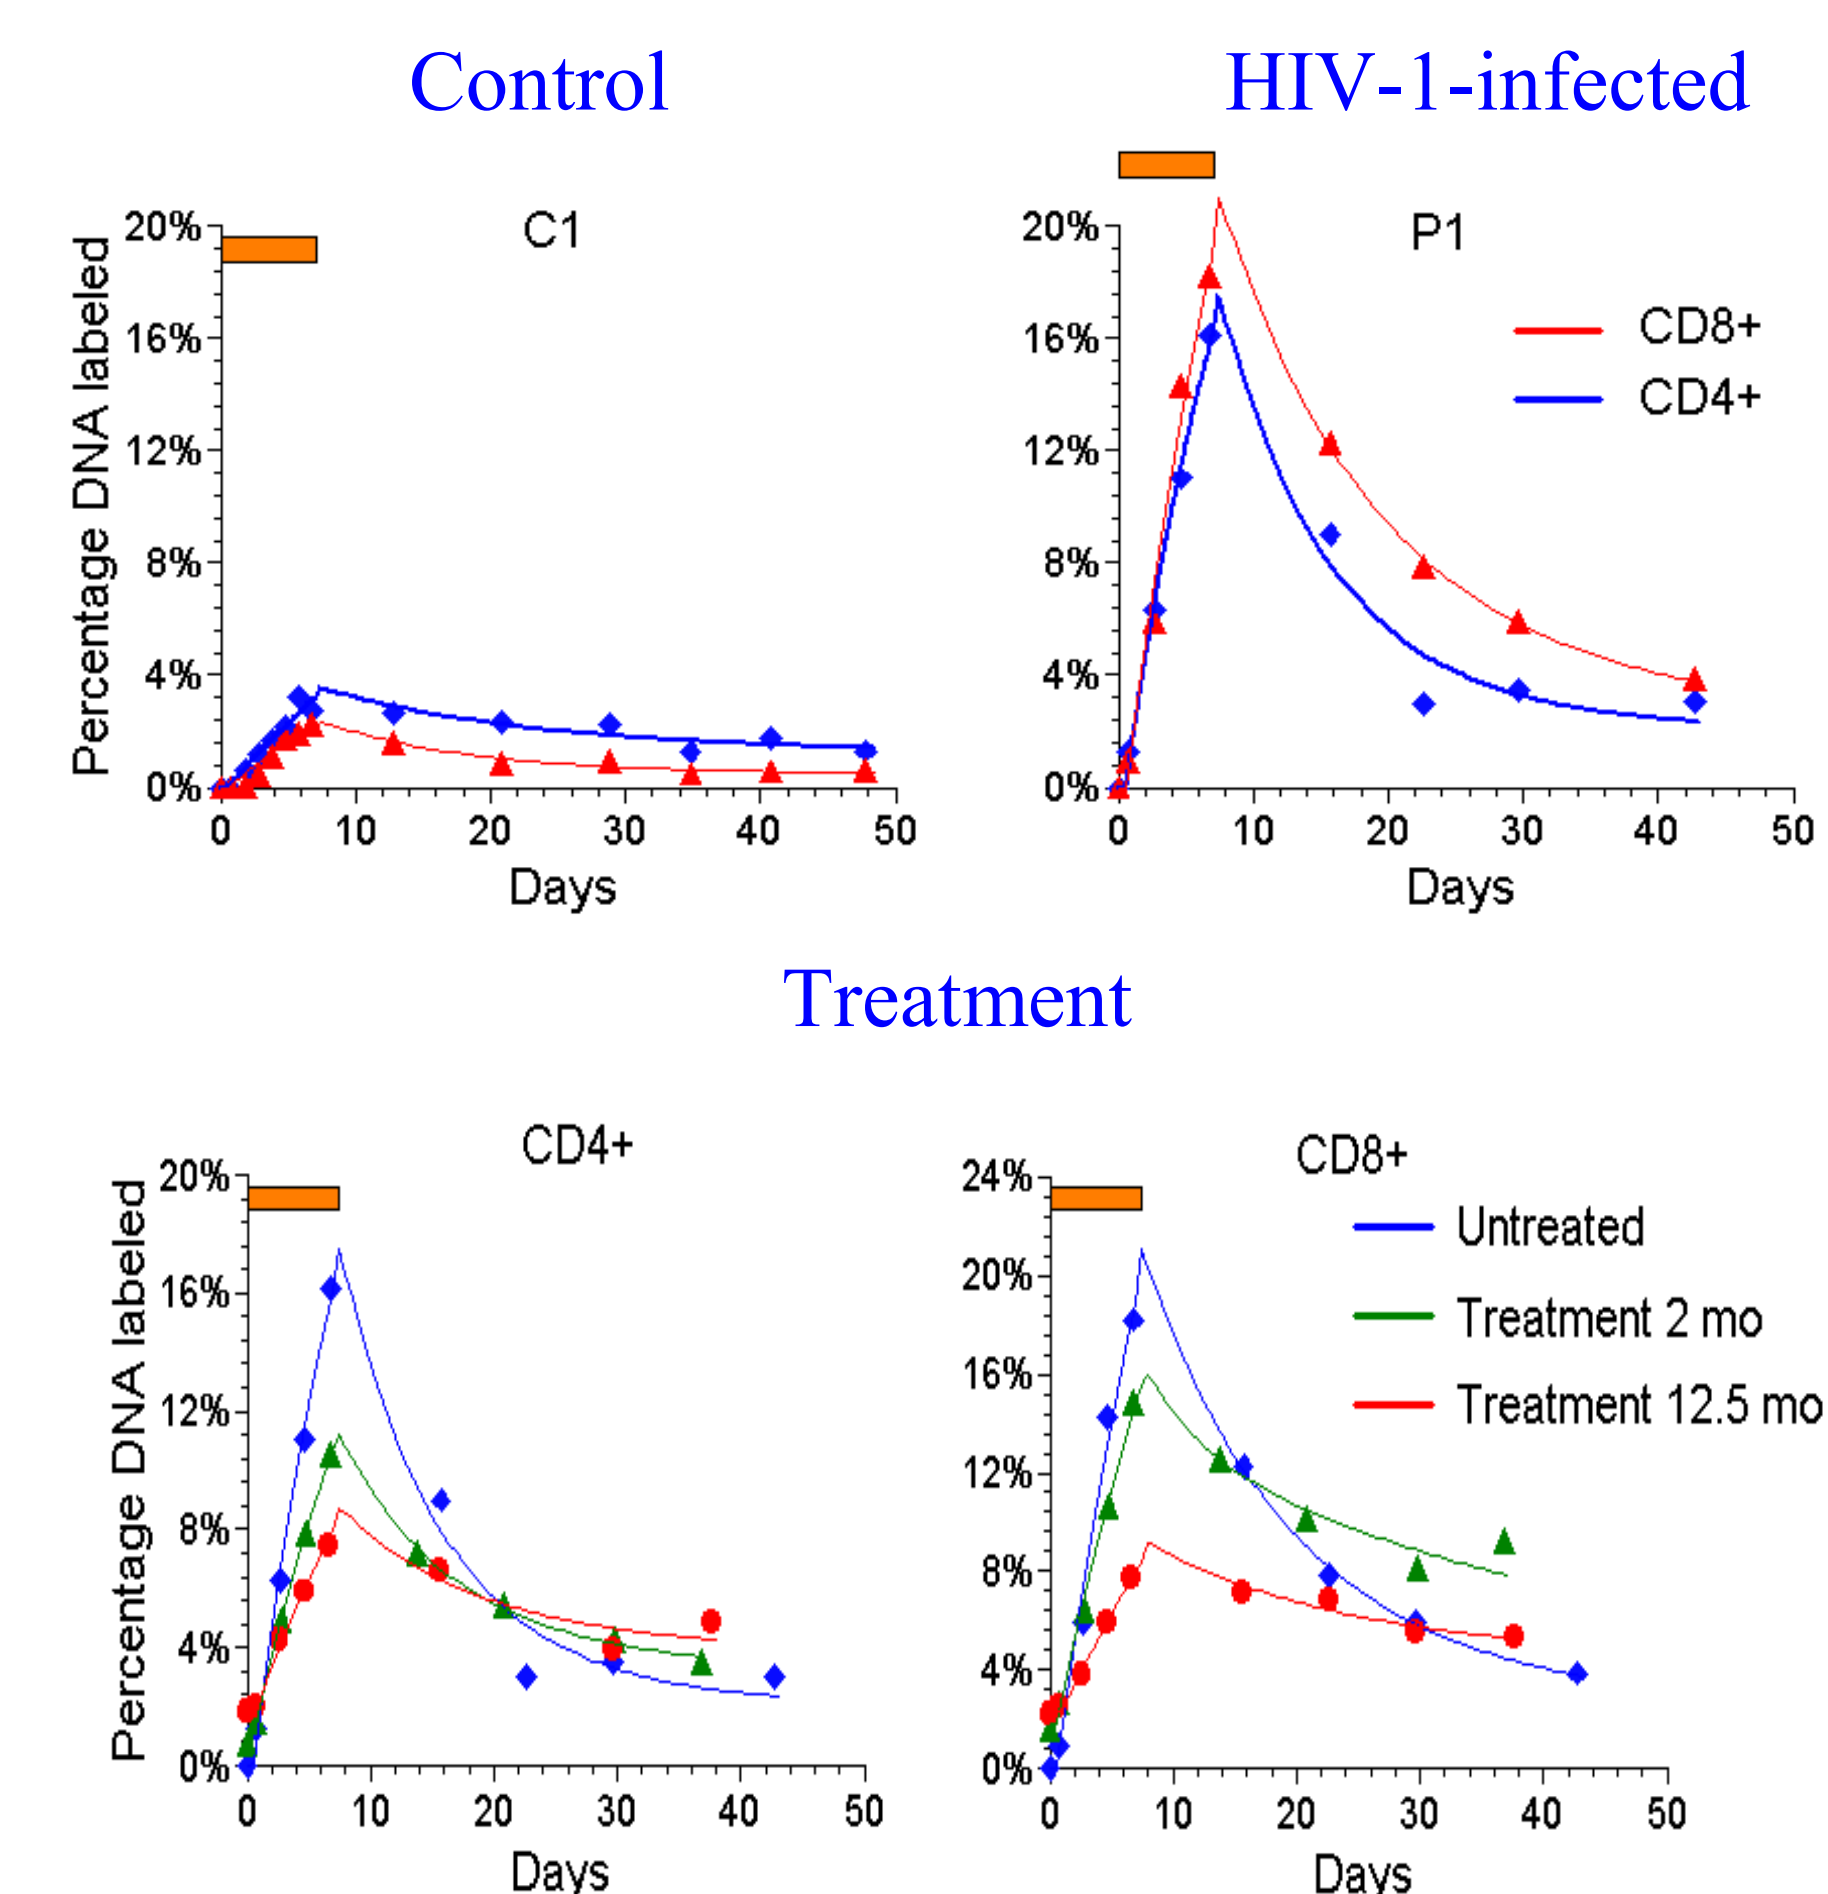 Control
HIV-1-infected
C1
Percentage DNA labeled
20%
16%
12%
8%
4%
0%
0 10 20 30 40 50
Days
P1
20%
16%
12%
8%
4%
0%
CD8+
CD4+
0 10 20 30 40 50
Days
Treatment
CD4+
Percentage DNA labeled
20%
16%
12%
8%
4%
0%
0 10 20 30 40 50
Days
CD8+
24%
20%
16%
12%
8%
4%
0%
Untreated
Treatment 2 mo
Treatment 12.5 mo
0 10 20 30 40 50
Days